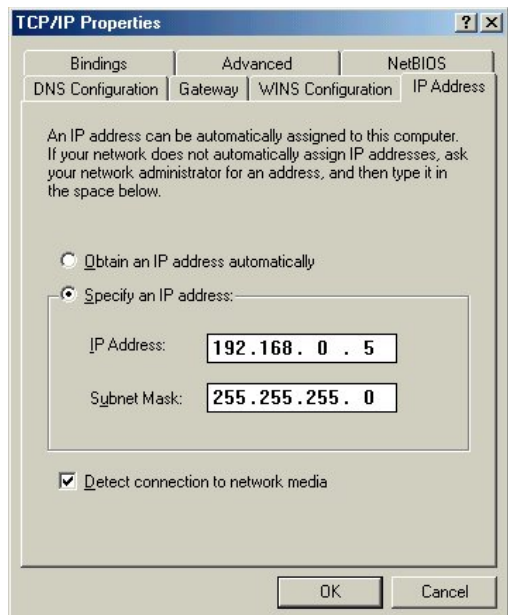 TCP/IP Properties
Bindings Advanced NetBIOS
DNS Configuration Gateway WINS Configuration IP Address
An IP address can be automatically assigned to this computer.
If your network does not automatically assign IP addresses, ask
your network administrator for an address, and then type it in
the space below.
Obtain an IP address automatically
Specify an IP address:
IP Address: 192.168. 0 . 5
Subnet Mask: 255.255.255. 0
Detect connection to network media
OK Cancel